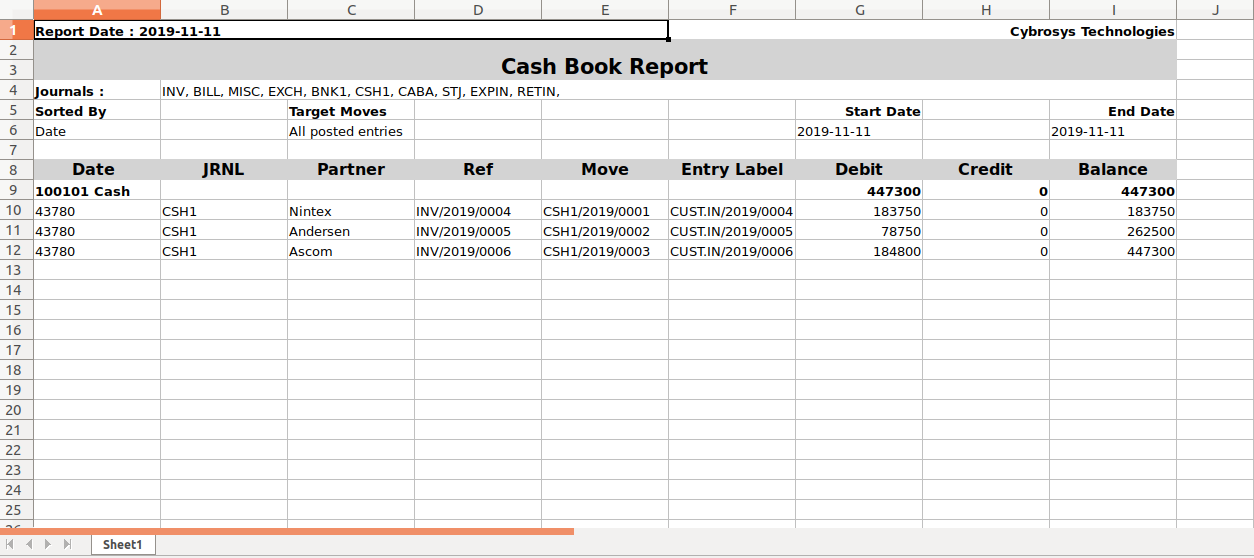 A B C D E F G H I J
1 Report Date : 2019-11-11 Cybrosys Technologies
2
3 Cash Book Report
4 Journals : INV, BILL, MISC, EXCH, BNK1, CSH1, CABA, STJ, EXPIN, RETIN,
5 Sorted By Target Moves Start Date End Date
6 Date All posted entries 2019-11-11 2019-11-11
7
8 Date JRNL Partner Ref Move Entry Label Debit Credit Balance
9 100101 Cash 447300 0 447300
10 43780 CSH1 Nintex INV/2019/0004 CSH1/2019/0001 CUST.IN/2019/0004 183750 0 183750
11 43780 CSH1 Andersen INV/2019/0005 CSH1/2019/0002 CUST.IN/2019/0005 78750 0 262500
12 43780 CSH1 Ascom INV/2019/0006 CSH1/2019/0003 CUST.IN/2019/0006 184800 0 447300
13
14
15
16
17
18
19
20
21
22
23
24
25
Sheet1